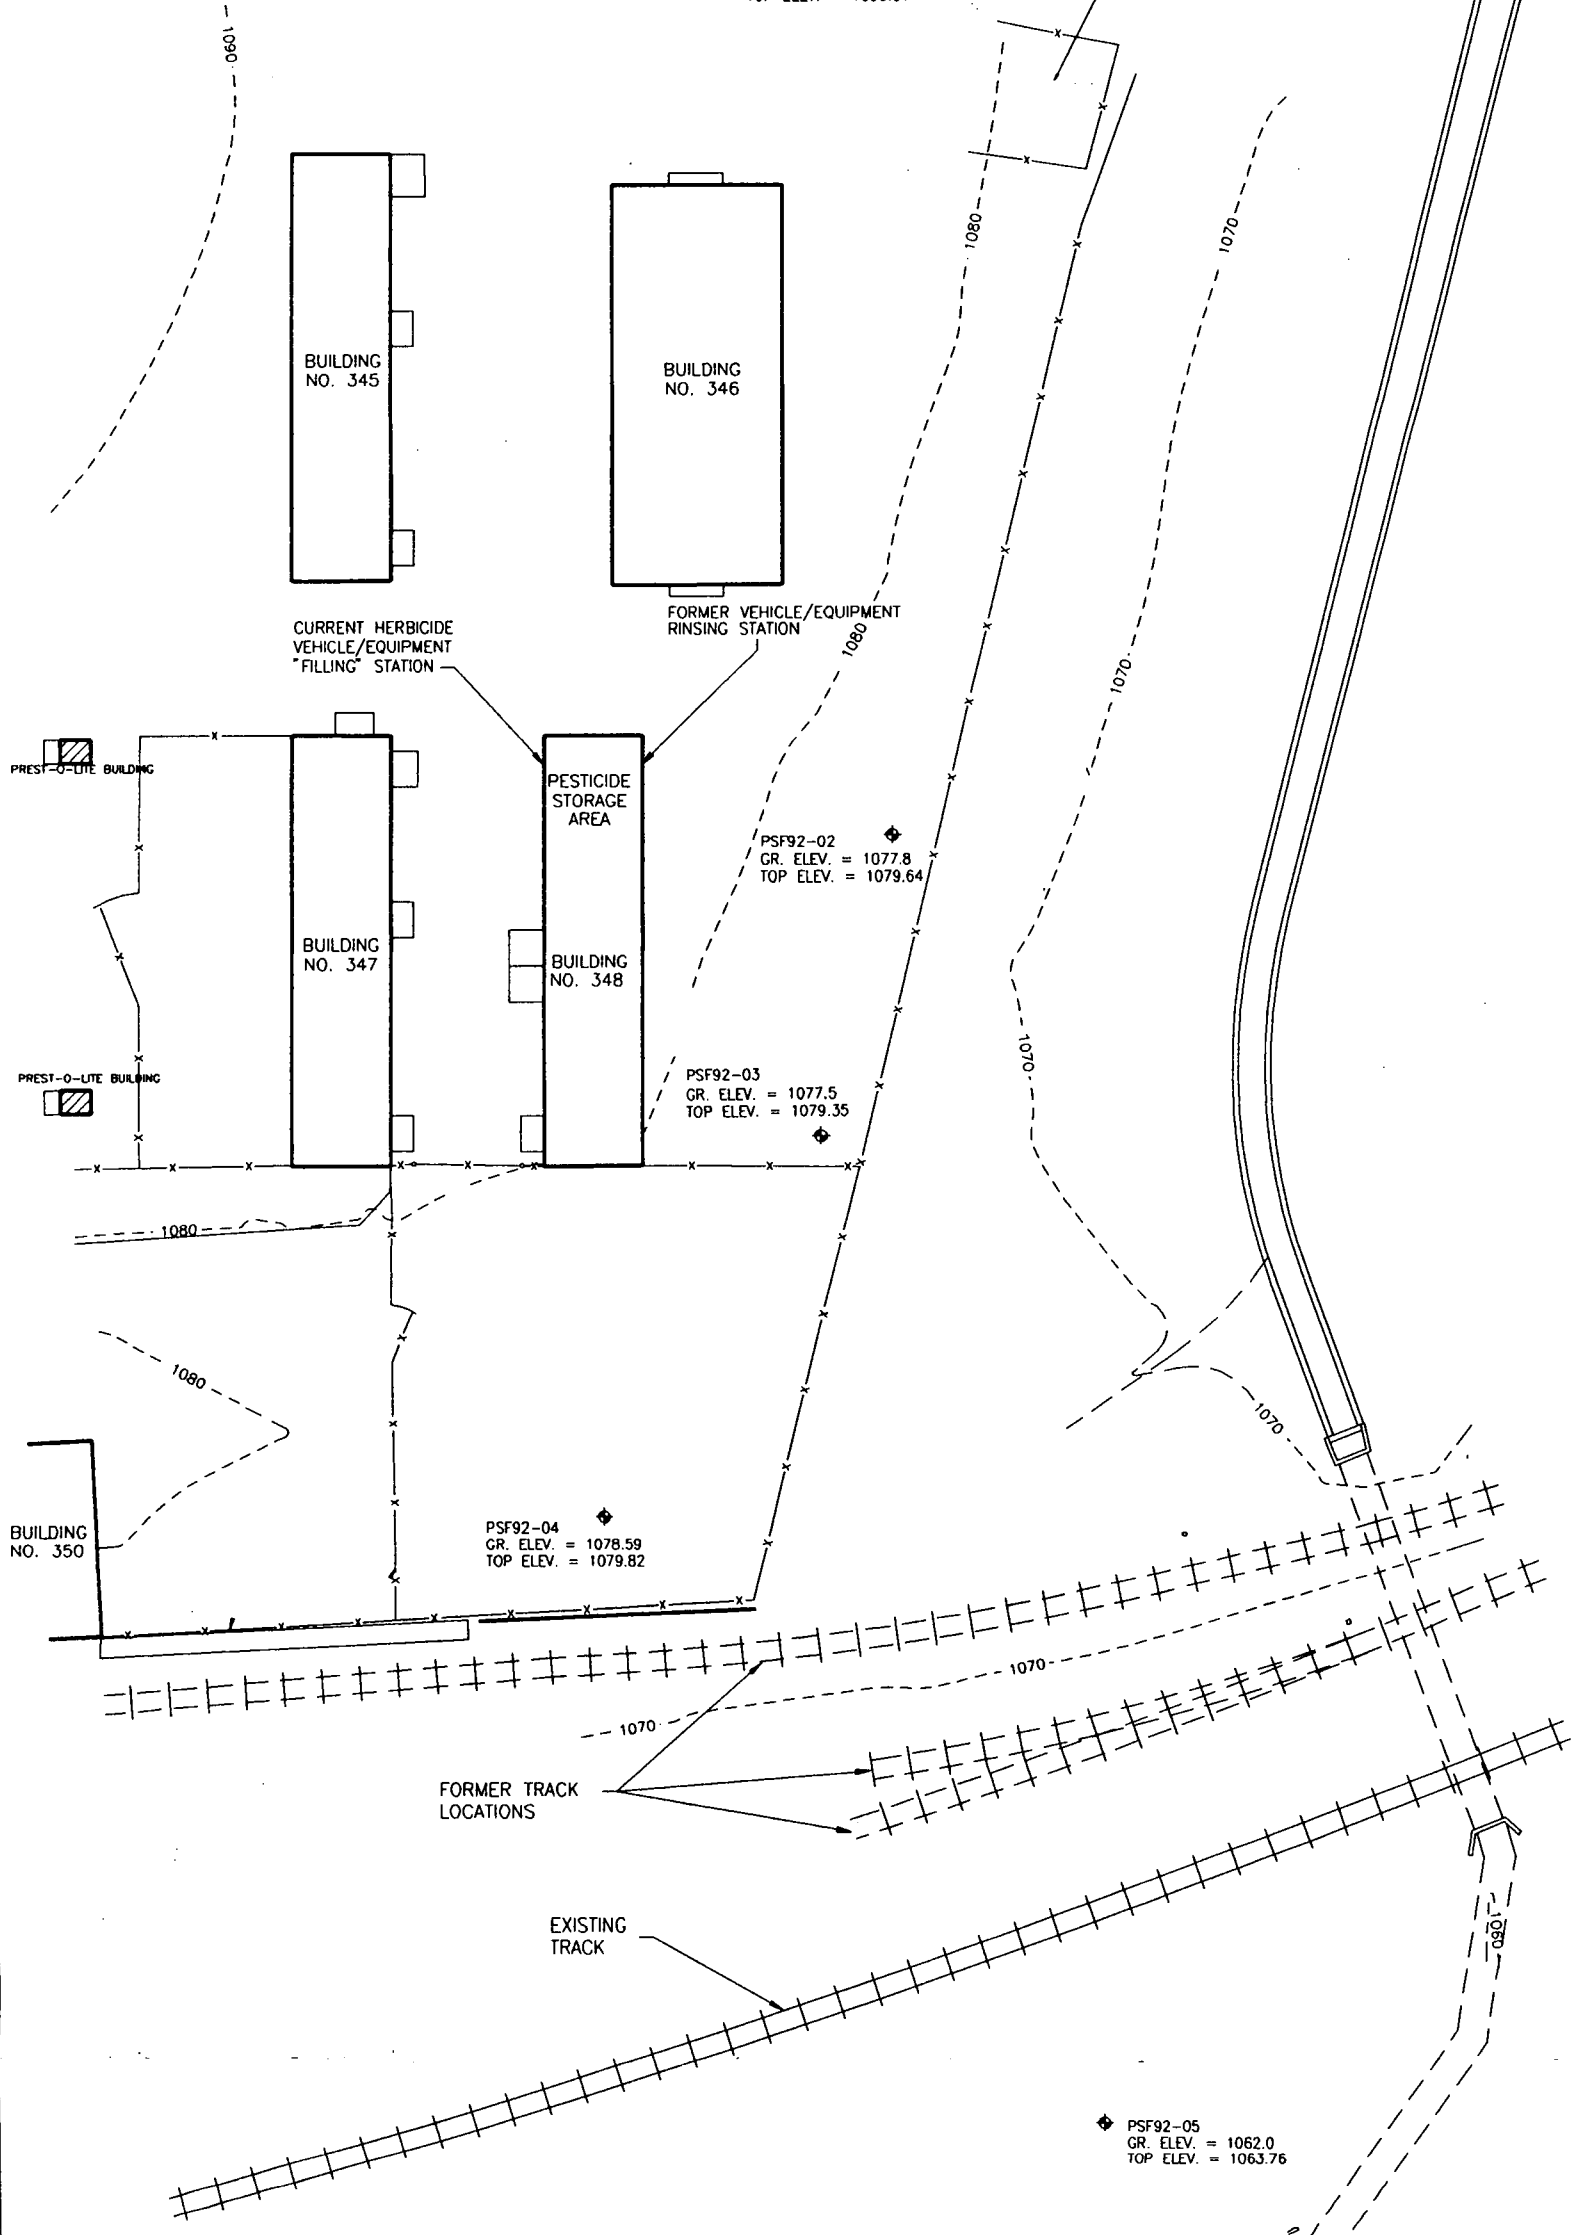 1090
1080
1070
BUILDING
NO. 345
BUILDING
NO. 346
CURRENT HERBICIDE
VEHICLE/EQUIPMENT
"FILLING" STATION
FORMER VEHICLE/EQUIPMENT
RINSING STATION
1080
1070
PREST-O-LITE BUILDING
PESTICIDE
STORAGE
AREA
PSF92-02
GR. ELEV. = 1077.8
TOP ELEV. = 1079.64
BUILDING
NO. 347
BUILDING
NO. 348
1070
PREST-O-LITE BUILDING
PSF92-03
GR. ELEV. = 1077.5
TOP ELEV. = 1079.35
1080
1080
1070
BUILDING
NO. 350
PSF92-04
GR. ELEV. = 1078.59
TOP ELEV. = 1079.82
1070
1070
FORMER TRACK
LOCATIONS
EXISTING
TRACK
1060
PSF92-05
GR. ELEV. = 1062.0
TOP ELEV. = 1063.76